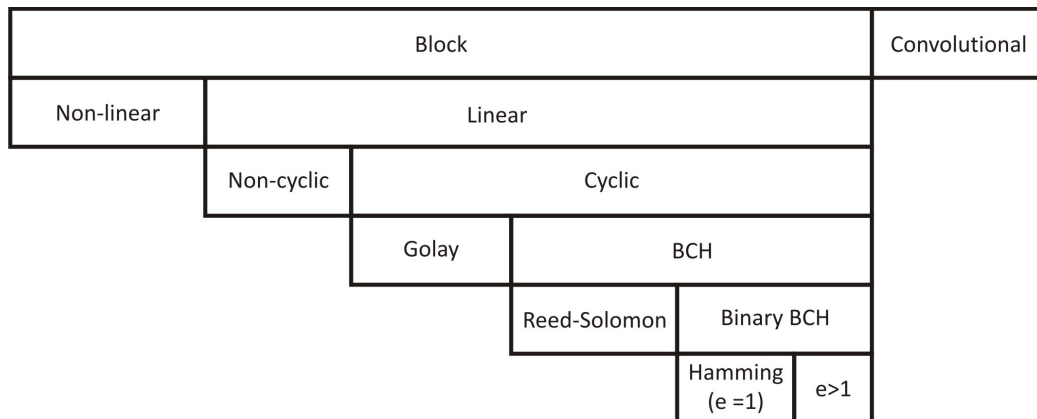 Block
Convolutional
Non-linear
Linear
Non-cyclic
Cyclic
Golay
BCH
Reed-Solomon
Binary BCH
Hamming
(e =1)
e>1